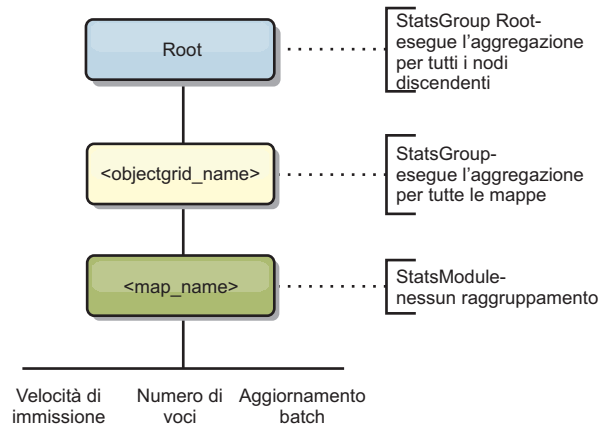 Root
StatsGroup Root-
esegue l'aggregazione
per tutti i nodi
discendenti
<objectgrid_name>
StatsGroup-
esegue l'aggregazione
per tutte le mappe
<map_name>
StatsModule-
nessun raggruppamento
Velocità di
immissione
Numero di
voci
Aggiornamento
batch